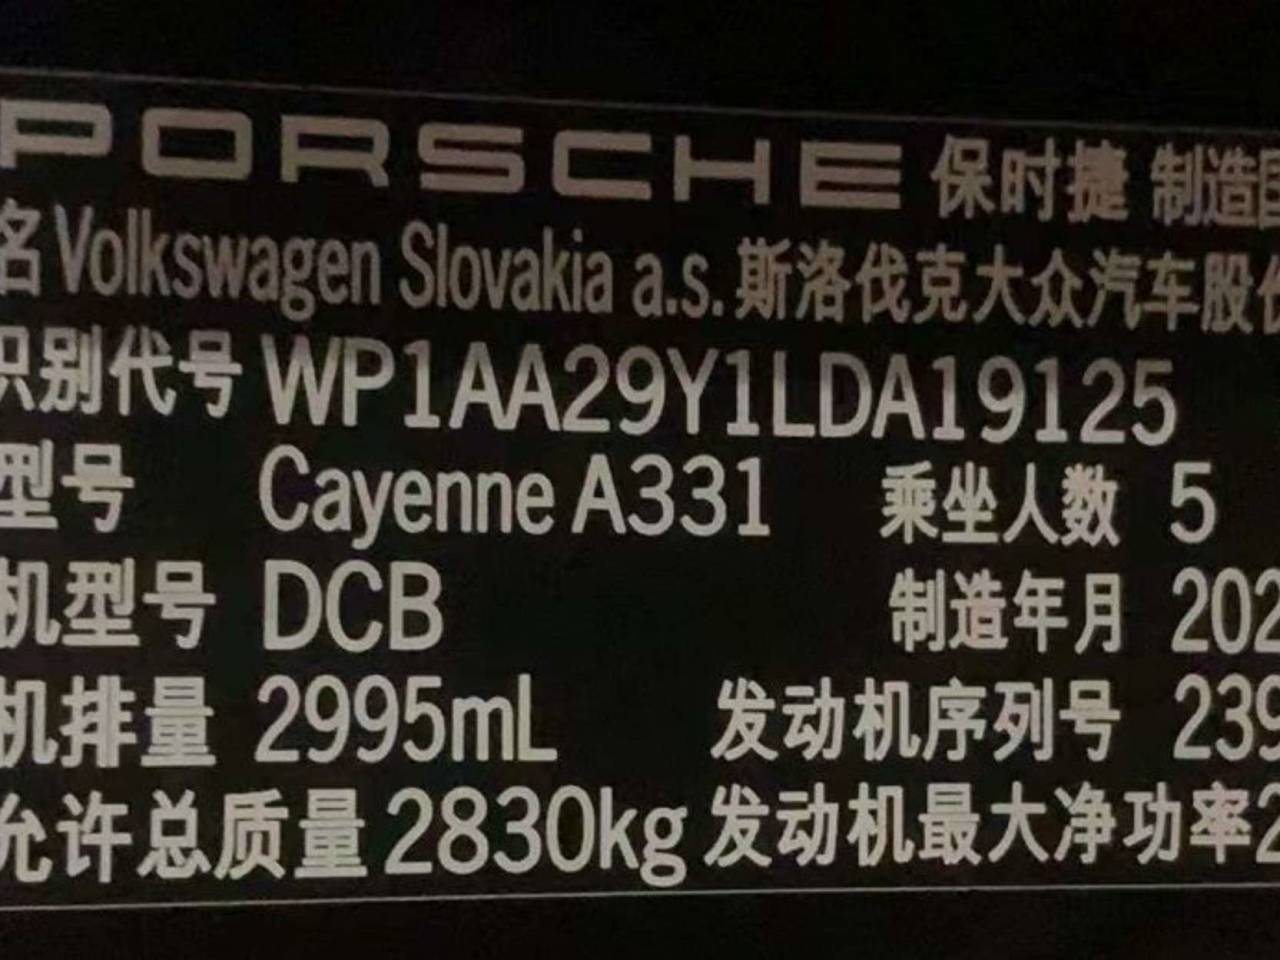 PORSCHE 保时捷 制造国
名 Volkswagen Slovakia a.s. 斯洛伐克大众汽车股份
识别代号 WP1AA29Y1LDA19125
型号 Cayenne A331 乘坐人数 5
机型号 DCB 制造年月 202
机排量 2995mL 发动机序列号 239
允许总质量 2830kg 发动机最大净功率2